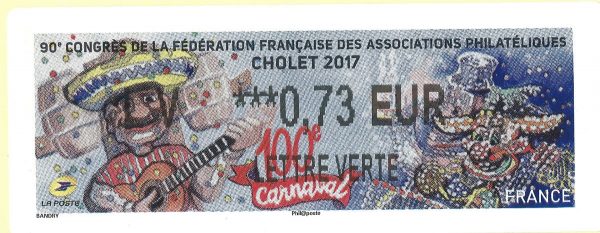 90e CONGRÈS DE LA FÉDÉRATION FRANÇAISE DES ASSOCIATIONS PHILATÉLIQUES
CHOLET 2017
LV ***0,73 EUR
100e
LETTRE VERTE
Carnaval
LA POSTE
FRANCE
BANDRY
Phil@poste